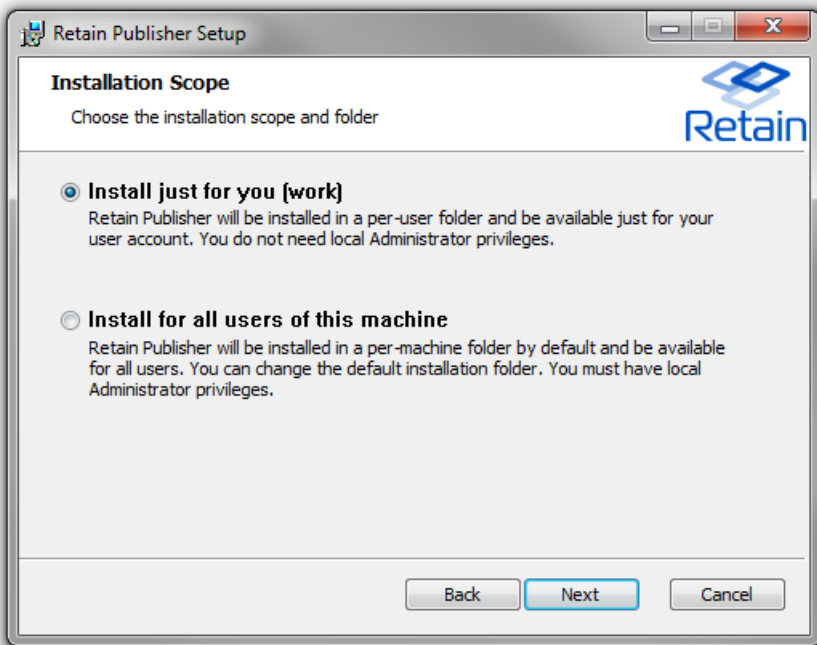 Retain Publisher Setup
Installation Scope
Choose the installation scope and folder
Retain
Install just for you (work)
Retain Publisher will be installed in a per-user folder and be available just for your
user account. You do not need local Administrator privileges.
Install for all users of this machine
Retain Publisher will be installed in a per-machine folder by default and be available
for all users. You can change the default installation folder. You must have local
Administrator privileges.
Back Next Cancel